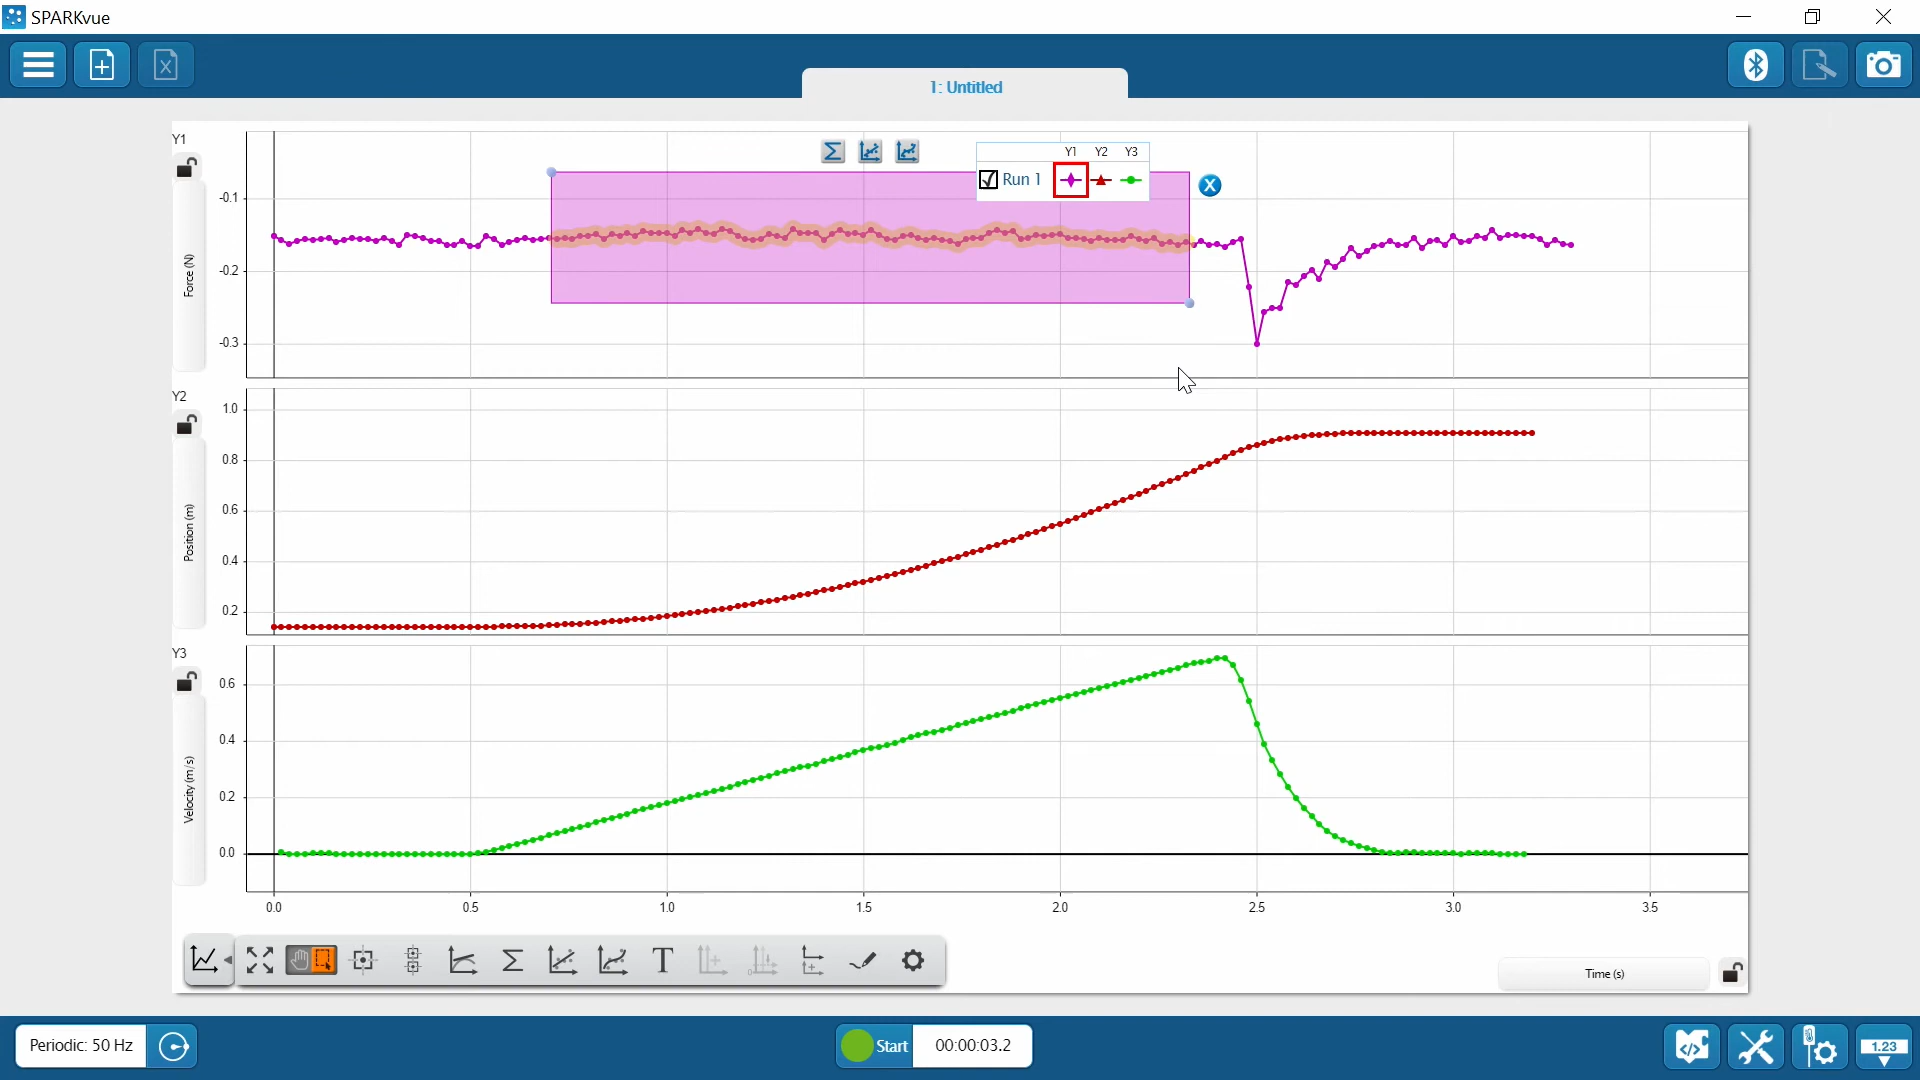 SPARKvue
1: Untitled
Y1
Y1 Y2 Y3
Run 1
Force (N)
-0.1
-0.2
-0.3
Y2
Position (m)
1.0
0.8
0.6
0.4
0.2
Y3
Velocity (m/s)
0.6
0.4
0.2
0.0
0.0 0.5 1.0 1.5 2.0 2.5 3.0 3.5
Time (s)
Periodic: 50 Hz
Start 00:00:03.2
1.23